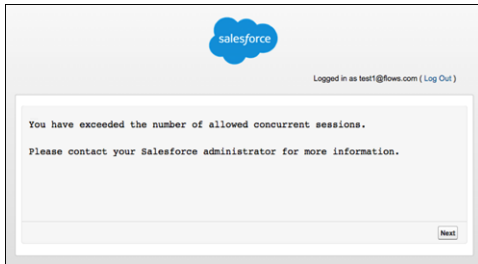 salesforce
Logged in as test1@flows.com ( Log Out )
You have exceeded the number of allowed concurrent sessions.
Please contact your Salesforce administrator for more information.
Next